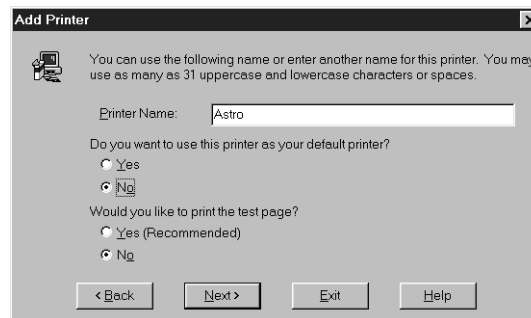 Add Printer
You can use the following name or enter another name for this printer. You may
use as many as 31 uppercase and lowercase characters or spaces.
Printer Name: Astro
Do you want to use this printer as your default printer?
Yes
No
Would you like to print the test page?
Yes (Recommended)
No
< Back Next > Exit Help